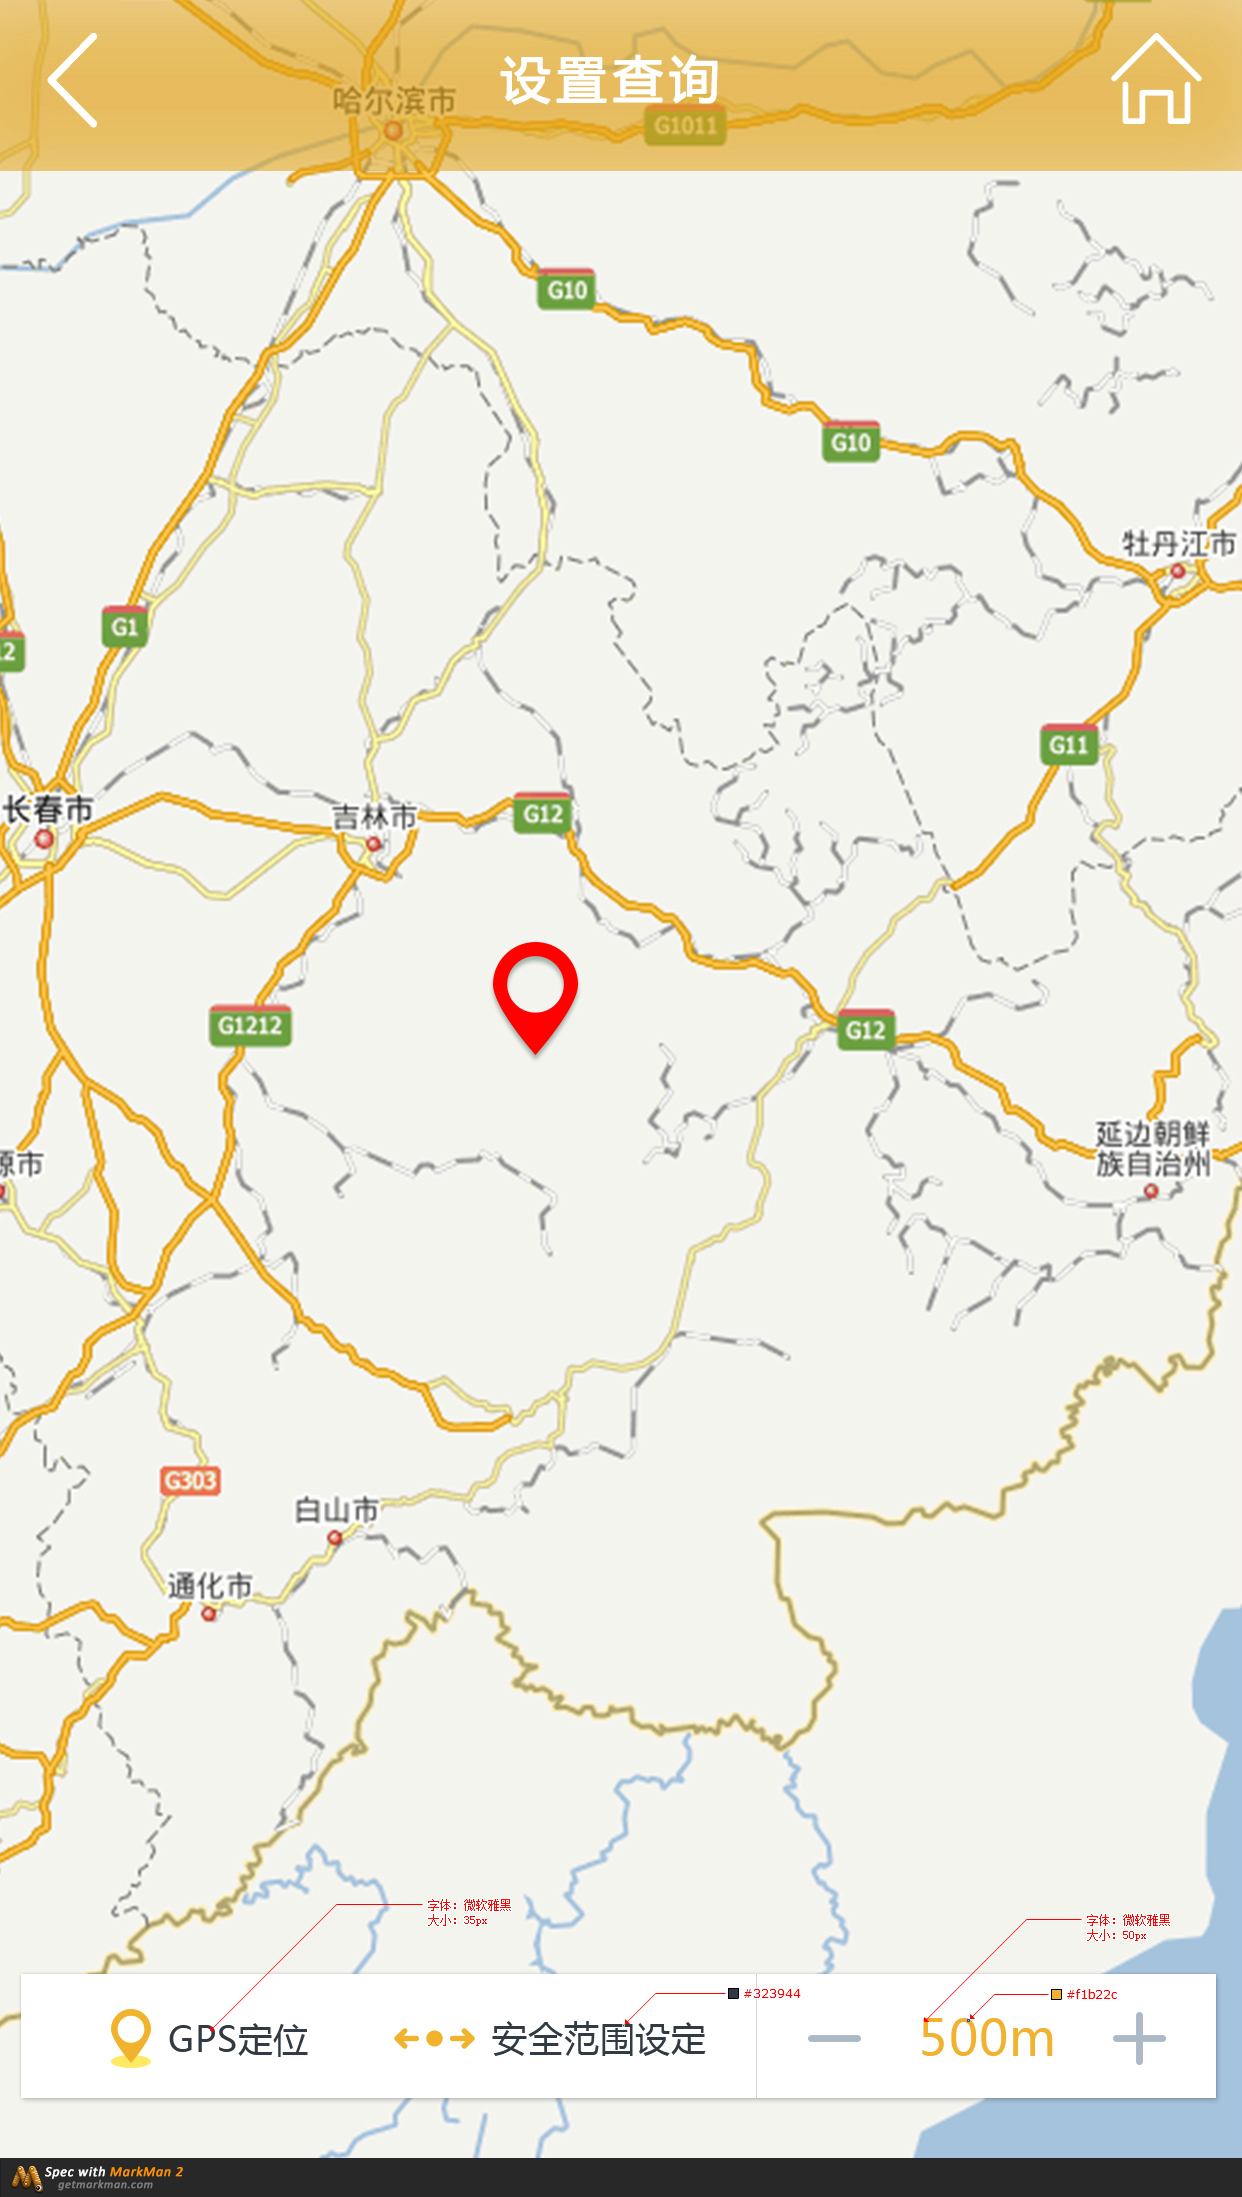 设置查询
哈尔滨市
G1011
G10
G10
牡丹江市
G1
12
G11
长春市
吉林市
G12
G1212
G12
延边朝鲜
族自治州
源市
G303
白山市
通化市
字体：微软雅黑
大小：35px
字体：微软雅黑
大小：50px
#323944
#f1b22c
GPS定位
安全范围设定
500m
Spec with MarkMan 2
getmarkman.com